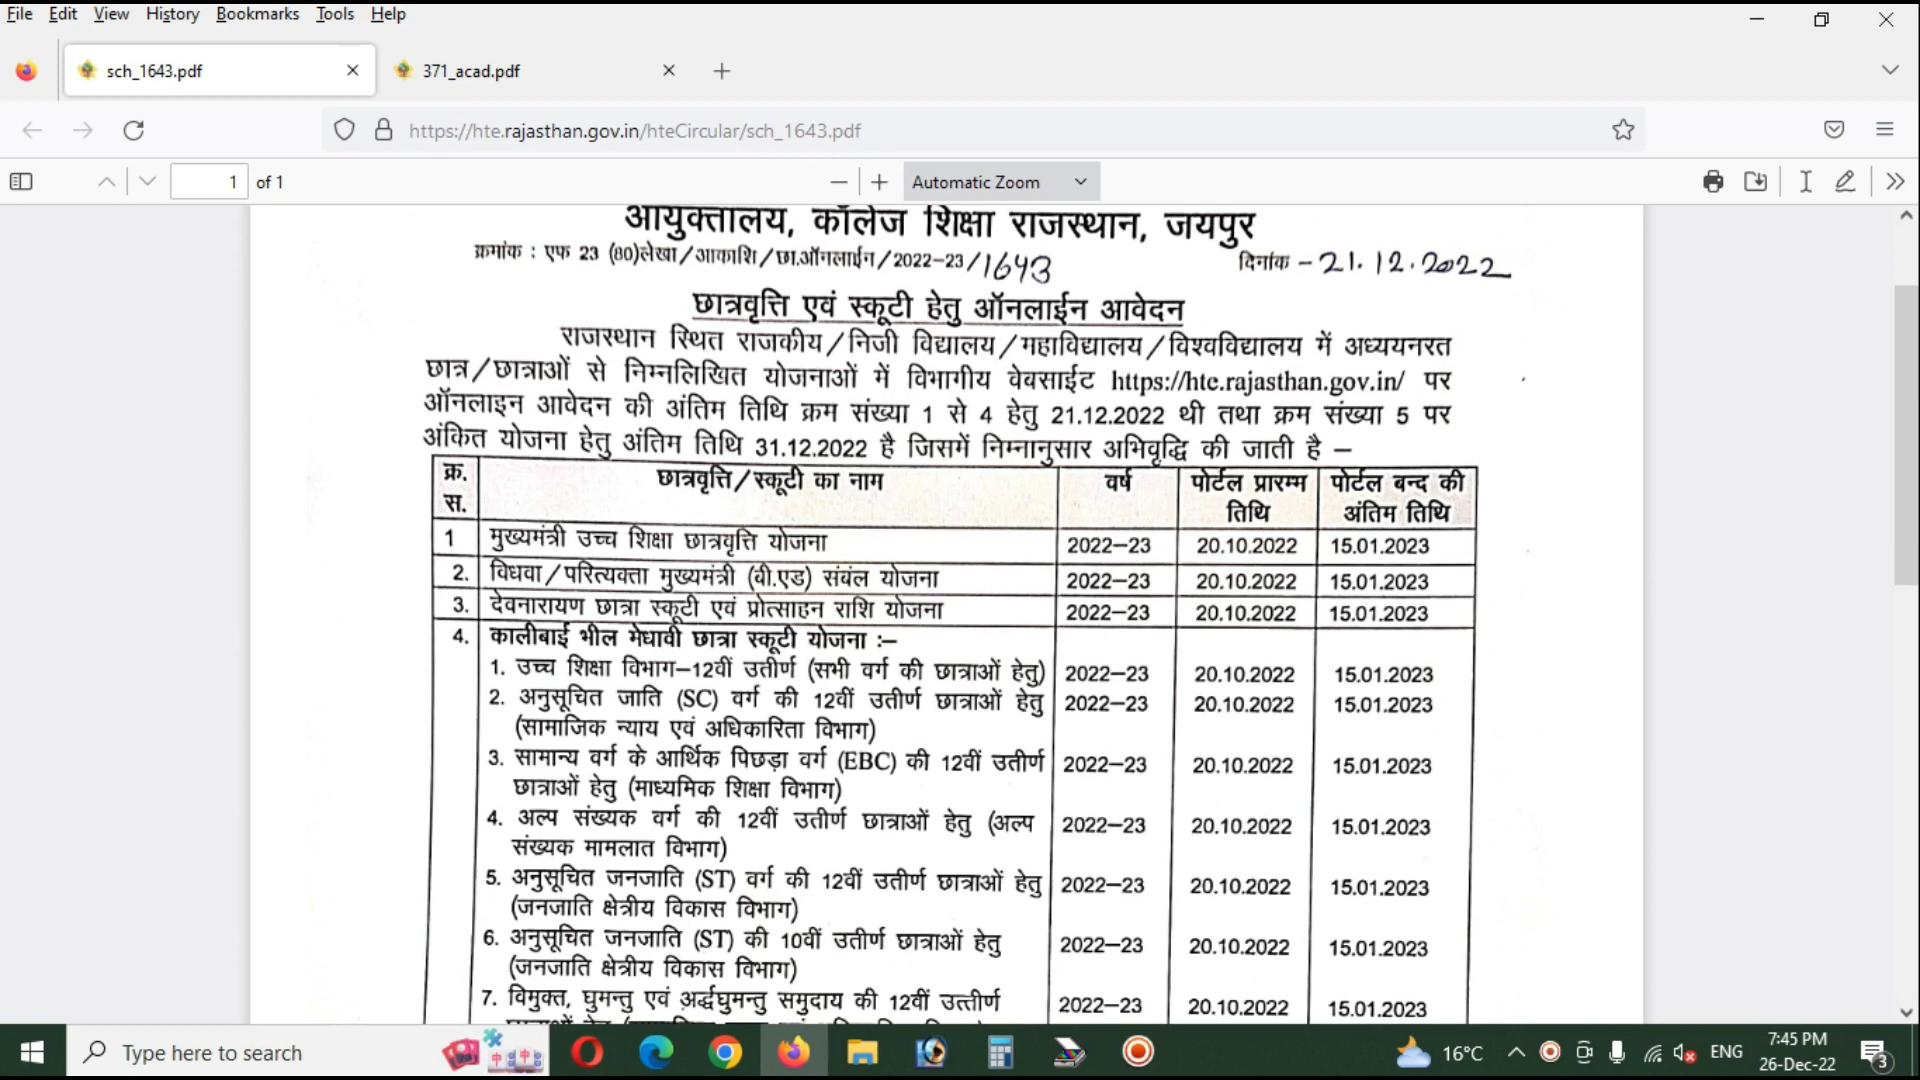 File Edit View History Bookmarks Tools Help
sch_1643.pdf
371_acad.pdf
https://hte.rajasthan.gov.in/hteCircular/sch_1643.pdf
1 of 1
Automatic Zoom
आयुक्तालय, कॉलेज शिक्षा राजस्थान, जयपुर
क्रमांक : एफ 23 (80)लेखा/आकाशि/छा.ऑनलाईन/2022-23/1643 दिनांक - 21.12.2022
छात्रवृत्ति एवं स्कूटी हेतु ऑनलाईन आवेदन
राजस्थान स्थित राजकीय/निजी विद्यालय/महाविद्यालय/विश्वविद्यालय में अध्ययनरत
छात्र/छात्राओं से निम्नलिखित योजनाओं में विभागीय वेबसाईट https://hte.rajasthan.gov.in/ पर
ऑनलाइन आवेदन की अंतिम तिथि क्रम संख्या 1 से 4 हेतु 21.12.2022 थी तथा क्रम संख्या 5 पर
अंकित योजना हेतु अंतिम तिथि 31.12.2022 है जिसमें निम्नानुसार अभिवृद्धि की जाती है –
क्र. स. छात्रवृत्ति/स्कूटी का नाम वर्ष पोर्टल प्रारम्भ तिथि पोर्टल बन्द की अंतिम तिथि
1 मुख्यमंत्री उच्च शिक्षा छात्रवृत्ति योजना 2022–23 20.10.2022 15.01.2023
2. विधवा/परित्यक्ता मुख्यमंत्री (बी.एड) संबंल योजना 2022–23 20.10.2022 15.01.2023
3. देवनारायण छात्रा स्कूटी एवं प्रोत्साहन राशि योजना 2022–23 20.10.2022 15.01.2023
4. कालीबाई भील मेधावी छात्रा स्कूटी योजना :–
1. उच्च शिक्षा विभाग–12वीं उतीर्ण (सभी वर्ग की छात्राओं हेतु) 2022–23 20.10.2022 15.01.2023
2. अनुसूचित जाति (SC) वर्ग की 12वीं उतीर्ण छात्राओं हेतु 2022–23 20.10.2022 15.01.2023
(सामाजिक न्याय एवं अधिकारिता विभाग)
3. सामान्य वर्ग के आर्थिक पिछड़ा वर्ग (EBC) की 12वीं उतीर्ण 2022–23 20.10.2022 15.01.2023
छात्राओं हेतु (माध्यमिक शिक्षा विभाग)
4. अल्प संख्यक वर्ग की 12वीं उतीर्ण छात्राओं हेतु (अल्प 2022–23 20.10.2022 15.01.2023
संख्यक मामलात विभाग)
5. अनुसूचित जनजाति (ST) वर्ग की 12वीं उतीर्ण छात्राओं हेतु 2022–23 20.10.2022 15.01.2023
(जनजाति क्षेत्रीय विकास विभाग)
6. अनुसूचित जनजाति (ST) की 10वीं उतीर्ण छात्राओं हेतु 2022–23 20.10.2022 15.01.2023
(जनजाति क्षेत्रीय विकास विभाग)
7. विमुक्त, घुमन्तु एवं अर्द्धघुमन्तु समुदाय की 12वीं उत्तीर्ण 2022–23 20.10.2022 15.01.2023
Type here to search
16°C
ENG
7:45 PM
26-Dec-22
3